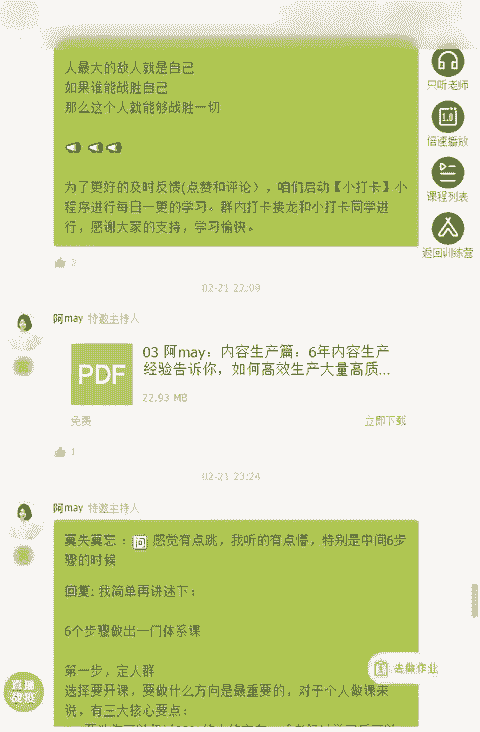 人最大的敌人就是自己
如果谁能战胜自己
那么这个人就能够战胜一切
为了更好的及时反馈(点赞和评论），咱们启动【小打卡】小
程序进行每日一更的学习。群内打卡接龙和小打卡同学进
行，感谢大家的支持，学习愉快。
2
只听老师
1.0
倍速播放
课程列表
返回训练营
02-21 22:09
阿may 特邀主持人
PDF
03 阿may：内容生产篇：6年内容生产
经验告诉你，如何高效生产大量高质...
22.93 MB
免费
立即下载
1
02-21 23:24
阿may 特邀主持人
莫失莫忘 ： 问 感觉有点跳，我听的有点懵，特别是中间6步
骤的时候
回复: 我简单再讲述下：
6个步骤做出一门体系课
第一步，定人群
选择要开课，要做什么方向是最重要的，对于个人做课来
说，有三大核心要点：
去做作业